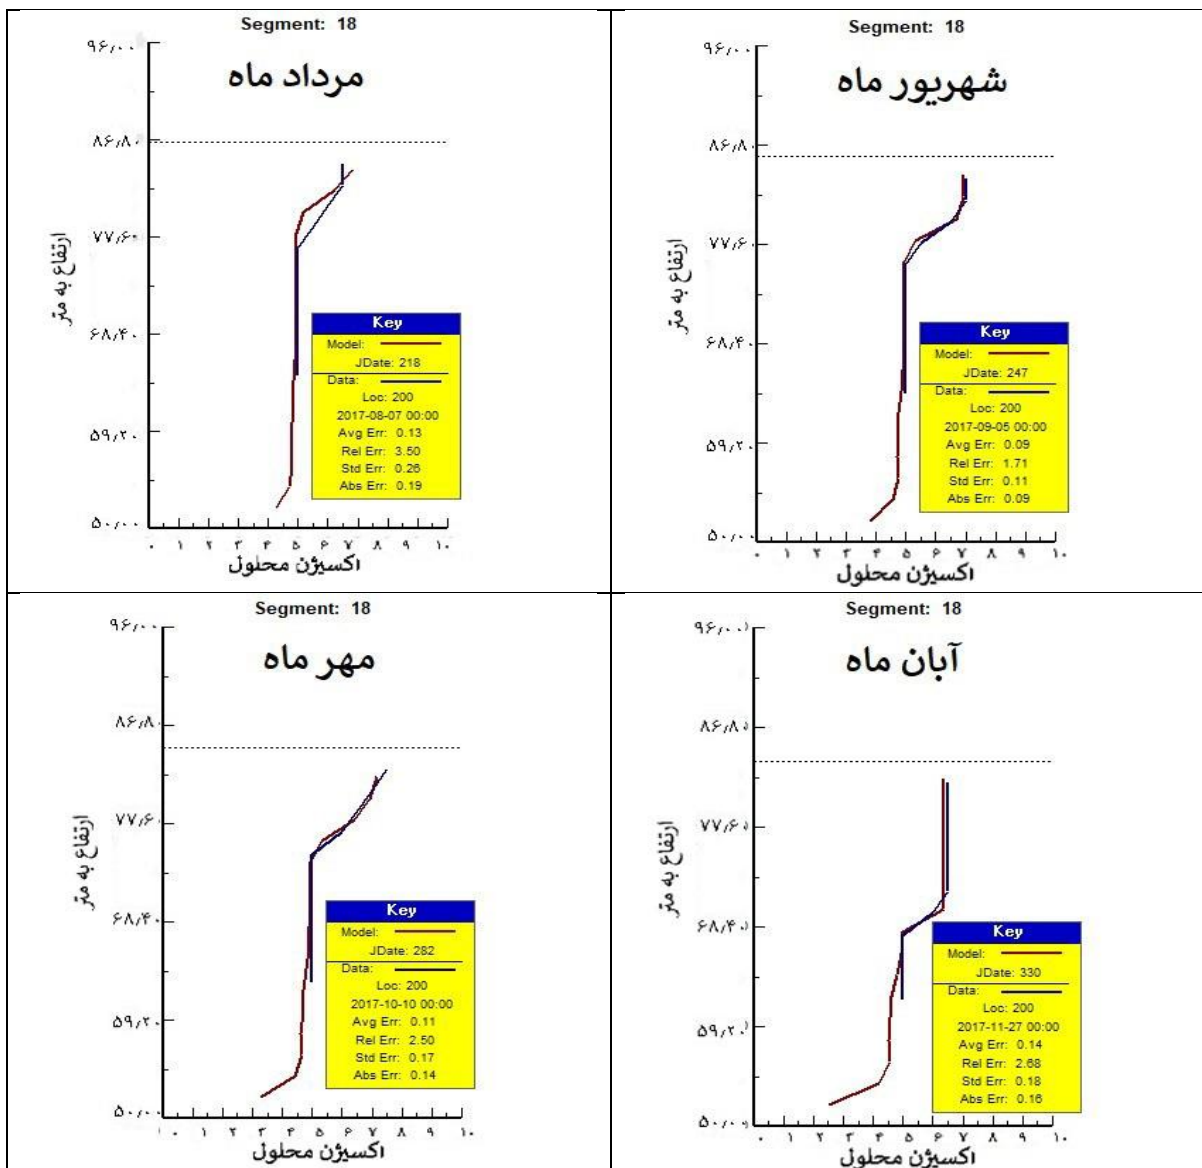 Segment: 18
مرداد ماه
۹۶٫۰۰
۸۶٫۸۰
۷۷٫۶۰
۶۸٫۴۰
۵۹٫۲۰
۵۰٫۰۰
ارتفاع به متر
Key
Model:
JDate: 218
Data:
Loc: 200
2017-08-07 00:00
Avg Err: 0.13
Rel Err: 3.50
Std Err: 0.26
Abs Err: 0.19
۰ ۱ ۲ ۳ ۴ ۵ ۶ ۷ ۸ ۹ ۱۰
اکسیژن محلول
Segment: 18
شهریور ماه
۹۶٫۰۰
۸۶٫۸۰
۷۷٫۶۰
۶۸٫۴۰
۵۹٫۲۰
۵۰٫۰۰
ارتفاع به متر
Key
Model:
JDate: 247
Data:
Loc: 200
2017-09-05 00:00
Avg Err: 0.09
Rel Err: 1.71
Std Err: 0.11
Abs Err: 0.09
۰ ۱ ۲ ۳ ۴ ۵ ۶ ۷ ۸ ۹ ۱۰
اکسیژن محلول
Segment: 18
مهر ماه
۹۶٫۰۰
۸۶٫۸۰
۷۷٫۶۰
۶۸٫۴۰
۵۹٫۲۰
۵۰٫۰۰
ارتفاع به متر
Key
Model:
JDate: 282
Data:
Loc: 200
2017-10-10 00:00
Avg Err: 0.11
Rel Err: 2.50
Std Err: 0.17
Abs Err: 0.14
۰ ۱ ۲ ۳ ۴ ۵ ۶ ۷ ۸ ۹ ۱۰
اکسیژن محلول
Segment: 18
آبان ماه
۹۶٫۰۰
۸۶٫۸۰
۷۷٫۶۰
۶۸٫۴۰
۵۹٫۲۰
۵۰٫۰۰
ارتفاع به متر
Key
Model:
JDate: 330
Data:
Loc: 200
2017-11-27 00:00
Avg Err: 0.14
Rel Err: 2.68
Std Err: 0.18
Abs Err: 0.16
۰ ۱ ۲ ۳ ۴ ۵ ۶ ۷ ۸ ۹ ۱۰
اکسیژن محلول